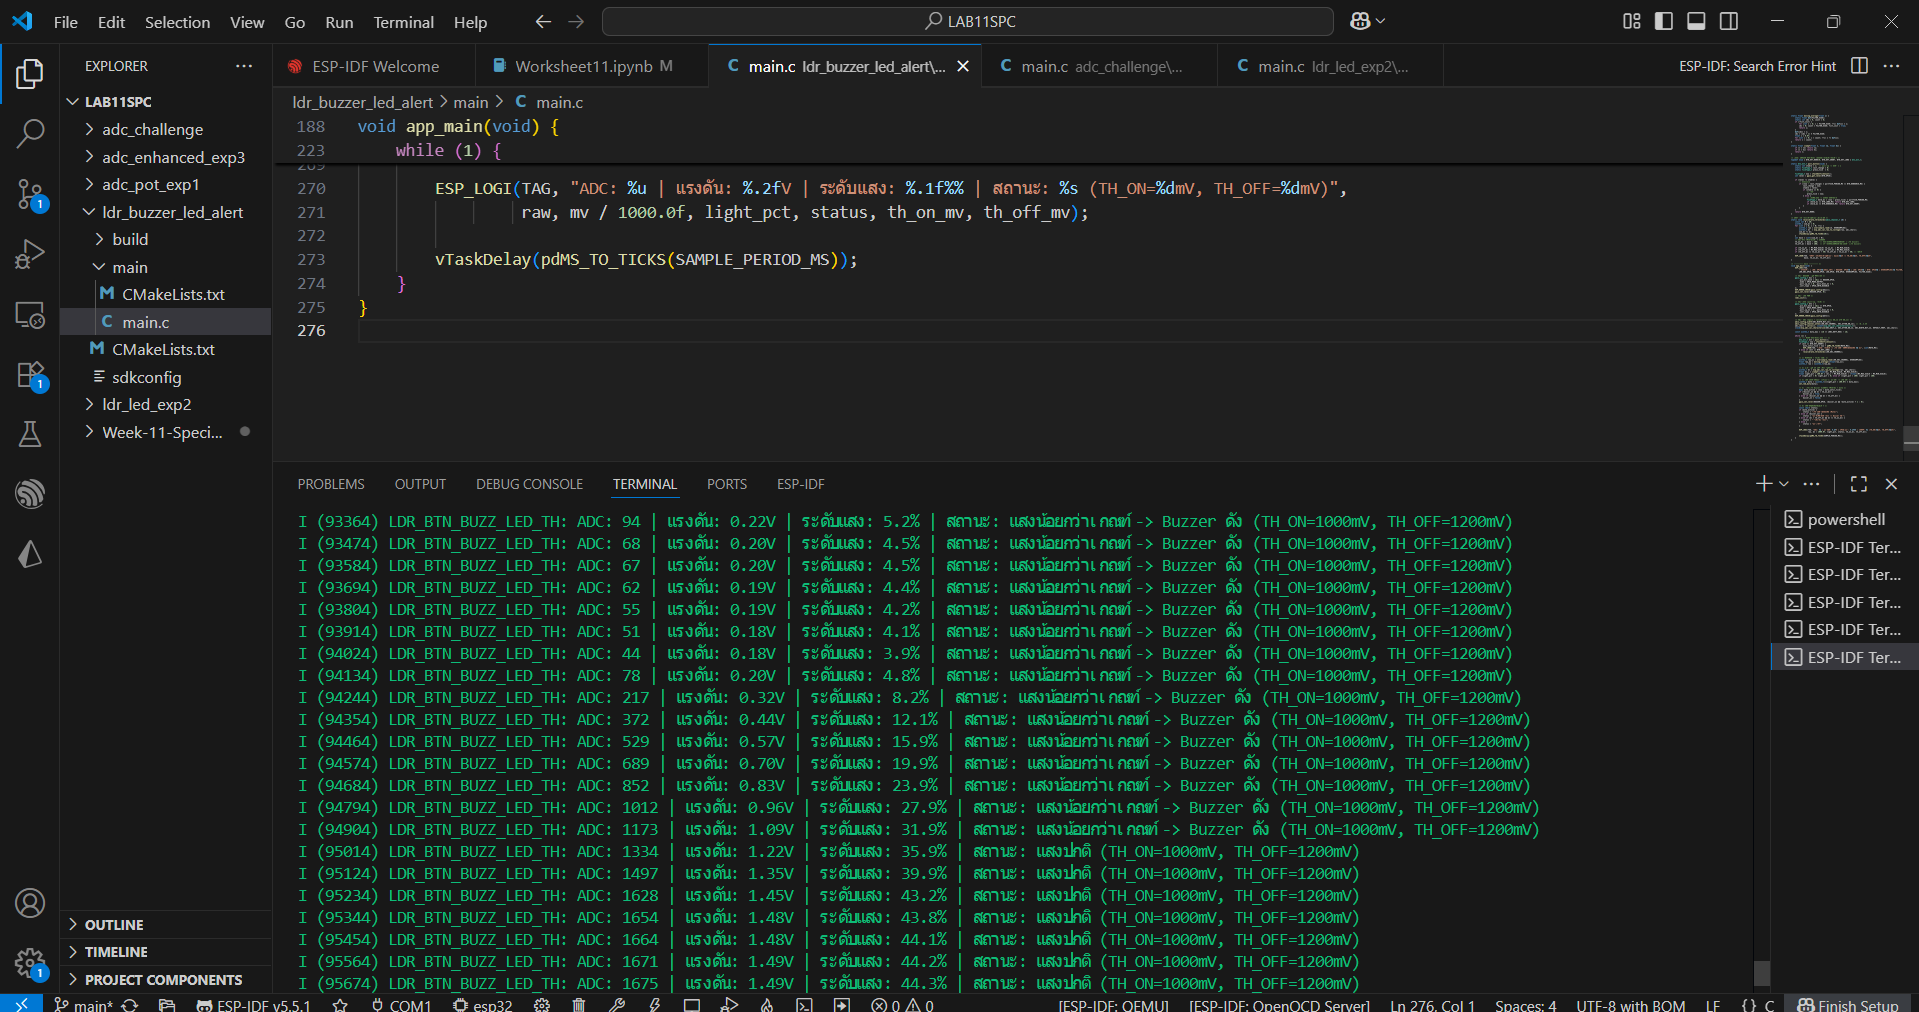 File Edit Selection View Go Run Terminal Help
LAB11SPC
EXPLORER
LAB11SPC
adc_challenge
adc_enhanced_exp3
adc_pot_exp1
ldr_buzzer_led_alert
build
main
CMakeLists.txt
main.c
CMakeLists.txt
sdkconfig
ldr_led_exp2
Week-11-Speci...
OUTLINE
TIMELINE
PROJECT COMPONENTS
1
1
1
ESP-IDF Welcome
Worksheet11.ipynb M
main.c ldr_buzzer_led_alert\...
main.c adc_challenge\...
main.c ldr_led_exp2\...
ESP-IDF: Search Error Hint
ldr_buzzer_led_alert > main > C main.c
188 void app_main(void) {
223 while (1) {
270 ESP_LOGI(TAG, "ADC: %u | แรงดัน: %.2fV | ระดับแสง: %.1f%% | สถานะ: %s (TH_ON=%dmV, TH_OFF=%dmV)",
271 raw, mv / 1000.0f, light_pct, status, th_on_mv, th_off_mv);
272
273 vTaskDelay(pdMS_TO_TICKS(SAMPLE_PERIOD_MS));
274 }
275 }
276
PROBLEMS OUTPUT DEBUG CONSOLE TERMINAL PORTS ESP-IDF
I (93364) LDR_BTN_BUZZ_LED_TH: ADC: 94 | แรงดัน: 0.22V | ระดับแสง: 5.2% | สถานะ: แสงน้อยกว่าเกณฑ์ -> Buzzer ดัง (TH_ON=1000mV, TH_OFF=1200mV)
I (93474) LDR_BTN_BUZZ_LED_TH: ADC: 68 | แรงดัน: 0.20V | ระดับแสง: 4.5% | สถานะ: แสงน้อยกว่าเกณฑ์ -> Buzzer ดัง (TH_ON=1000mV, TH_OFF=1200mV)
I (93584) LDR_BTN_BUZZ_LED_TH: ADC: 67 | แรงดัน: 0.20V | ระดับแสง: 4.5% | สถานะ: แสงน้อยกว่าเกณฑ์ -> Buzzer ดัง (TH_ON=1000mV, TH_OFF=1200mV)
I (93694) LDR_BTN_BUZZ_LED_TH: ADC: 62 | แรงดัน: 0.19V | ระดับแสง: 4.4% | สถานะ: แสงน้อยกว่าเกณฑ์ -> Buzzer ดัง (TH_ON=1000mV, TH_OFF=1200mV)
I (93804) LDR_BTN_BUZZ_LED_TH: ADC: 55 | แรงดัน: 0.19V | ระดับแสง: 4.2% | สถานะ: แสงน้อยกว่าเกณฑ์ -> Buzzer ดัง (TH_ON=1000mV, TH_OFF=1200mV)
I (93914) LDR_BTN_BUZZ_LED_TH: ADC: 51 | แรงดัน: 0.18V | ระดับแสง: 4.1% | สถานะ: แสงน้อยกว่าเกณฑ์ -> Buzzer ดัง (TH_ON=1000mV, TH_OFF=1200mV)
I (94024) LDR_BTN_BUZZ_LED_TH: ADC: 44 | แรงดัน: 0.18V | ระดับแสง: 3.9% | สถานะ: แสงน้อยกว่าเกณฑ์ -> Buzzer ดัง (TH_ON=1000mV, TH_OFF=1200mV)
I (94134) LDR_BTN_BUZZ_LED_TH: ADC: 78 | แรงดัน: 0.20V | ระดับแสง: 4.8% | สถานะ: แสงน้อยกว่าเกณฑ์ -> Buzzer ดัง (TH_ON=1000mV, TH_OFF=1200mV)
I (94244) LDR_BTN_BUZZ_LED_TH: ADC: 217 | แรงดัน: 0.32V | ระดับแสง: 8.2% | สถานะ: แสงน้อยกว่าเกณฑ์ -> Buzzer ดัง (TH_ON=1000mV, TH_OFF=1200mV)
I (94354) LDR_BTN_BUZZ_LED_TH: ADC: 372 | แรงดัน: 0.44V | ระดับแสง: 12.1% | สถานะ: แสงน้อยกว่าเกณฑ์ -> Buzzer ดัง (TH_ON=1000mV, TH_OFF=1200mV)
I (94464) LDR_BTN_BUZZ_LED_TH: ADC: 529 | แรงดัน: 0.57V | ระดับแสง: 15.9% | สถานะ: แสงน้อยกว่าเกณฑ์ -> Buzzer ดัง (TH_ON=1000mV, TH_OFF=1200mV)
I (94574) LDR_BTN_BUZZ_LED_TH: ADC: 689 | แรงดัน: 0.70V | ระดับแสง: 19.9% | สถานะ: แสงน้อยกว่าเกณฑ์ -> Buzzer ดัง (TH_ON=1000mV, TH_OFF=1200mV)
I (94684) LDR_BTN_BUZZ_LED_TH: ADC: 852 | แรงดัน: 0.83V | ระดับแสง: 23.9% | สถานะ: แสงน้อยกว่าเกณฑ์ -> Buzzer ดัง (TH_ON=1000mV, TH_OFF=1200mV)
I (94794) LDR_BTN_BUZZ_LED_TH: ADC: 1012 | แรงดัน: 0.96V | ระดับแสง: 27.9% | สถานะ: แสงน้อยกว่าเกณฑ์ -> Buzzer ดัง (TH_ON=1000mV, TH_OFF=1200mV)
I (94904) LDR_BTN_BUZZ_LED_TH: ADC: 1173 | แรงดัน: 1.09V | ระดับแสง: 31.9% | สถานะ: แสงน้อยกว่าเกณฑ์ -> Buzzer ดัง (TH_ON=1000mV, TH_OFF=1200mV)
I (95014) LDR_BTN_BUZZ_LED_TH: ADC: 1334 | แรงดัน: 1.22V | ระดับแสง: 35.9% | สถานะ: แสงปกติ (TH_ON=1000mV, TH_OFF=1200mV)
I (95124) LDR_BTN_BUZZ_LED_TH: ADC: 1497 | แรงดัน: 1.35V | ระดับแสง: 39.9% | สถานะ: แสงปกติ (TH_ON=1000mV, TH_OFF=1200mV)
I (95234) LDR_BTN_BUZZ_LED_TH: ADC: 1628 | แรงดัน: 1.45V | ระดับแสง: 43.2% | สถานะ: แสงปกติ (TH_ON=1000mV, TH_OFF=1200mV)
I (95344) LDR_BTN_BUZZ_LED_TH: ADC: 1654 | แรงดัน: 1.48V | ระดับแสง: 43.8% | สถานะ: แสงปกติ (TH_ON=1000mV, TH_OFF=1200mV)
I (95454) LDR_BTN_BUZZ_LED_TH: ADC: 1664 | แรงดัน: 1.48V | ระดับแสง: 44.1% | สถานะ: แสงปกติ (TH_ON=1000mV, TH_OFF=1200mV)
I (95564) LDR_BTN_BUZZ_LED_TH: ADC: 1671 | แรงดัน: 1.49V | ระดับแสง: 44.2% | สถานะ: แสงปกติ (TH_ON=1000mV, TH_OFF=1200mV)
I (95674) LDR_BTN_BUZZ_LED_TH: ADC: 1675 | แรงดัน: 1.49V | ระดับแสง: 44.3% | สถานะ: แสงปกติ (TH_ON=1000mV, TH_OFF=1200mV)
powershell
ESP-IDF Ter...
ESP-IDF Ter...
ESP-IDF Ter...
ESP-IDF Ter...
ESP-IDF Ter...
main* ESP-IDF v5.5.1 COM1 esp32 0 0 [ESP-IDF: QEMU] [ESP-IDF: OpenOCD Server] Ln 276, Col 1 Spaces: 4 UTF-8 with BOM LF {} C Finish Setup